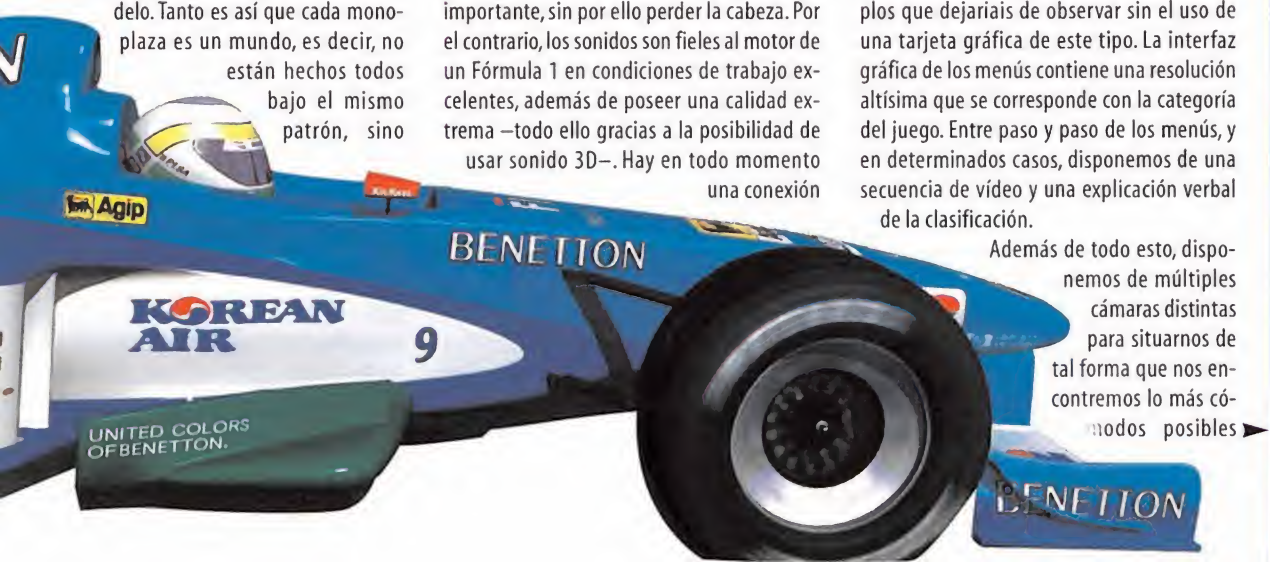 delo. Tanto es así que cada mono-
plaza es un mundo, es decir, no
están hechos todos
bajo el mismo
patrón, sino
importante, sin por ello perder la cabeza. Por
el contrario, los sonidos son fieles al motor de
un Fórmula 1 en condiciones de trabajo ex-
celentes, además de poseer una calidad ex-
trema –todo ello gracias a la posibilidad de
usar sonido 3D–. Hay en todo momento
una conexión
plos que dejariais de observar sin el uso de
una tarjeta gráfica de este tipo. La interfaz
gráfica de los menús contiene una resolución
altísima que se corresponde con la categoría
del juego. Entre paso y paso de los menús, y
en determinados casos, disponemos de una
secuencia de vídeo y una explicación verbal
de la clasificación.
Además de todo esto, dispo-
nemos de múltiples
cámaras distintas
para situarnos de
tal forma que nos en-
contremos lo más có-
modos posibles
Agip
BENETTON
KOREAN
AIR
9
UNITED COLORS
OF BENETTON.
BENETTON